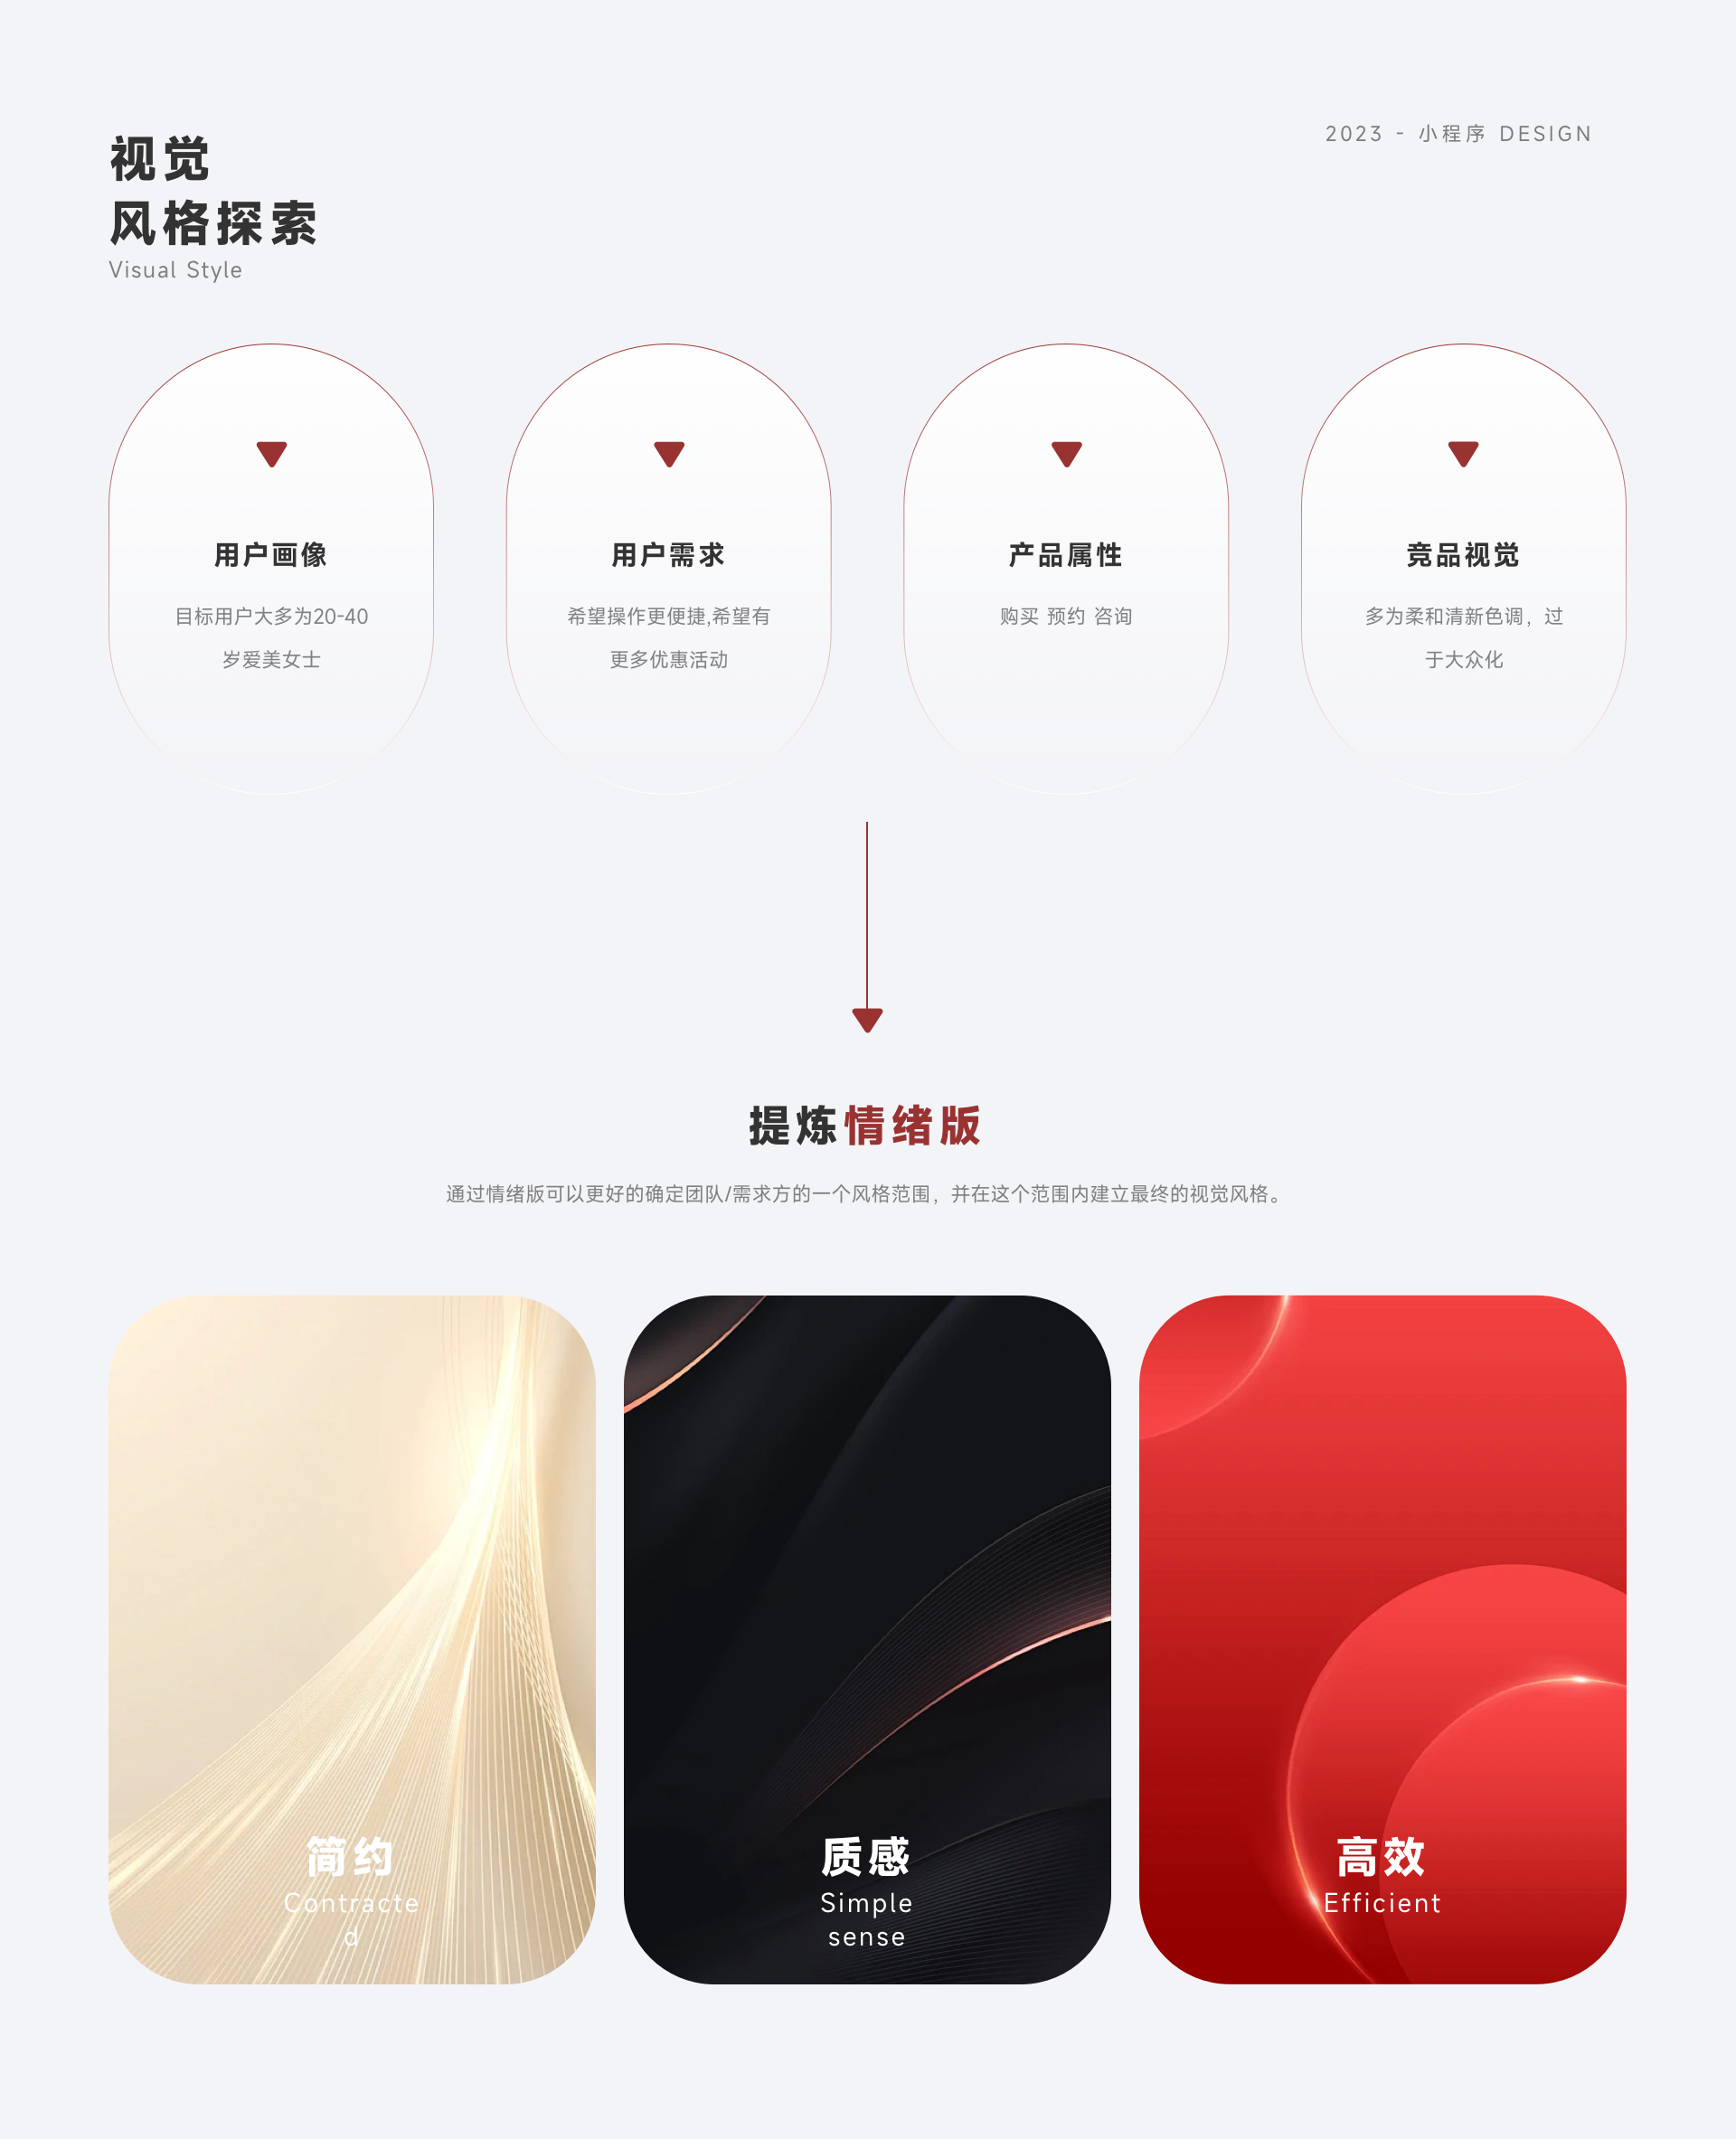 视觉
风格探索
Visual Style
2023 - 小程序 DESIGN
用户画像
目标用户大多为20-40
岁爱美女士
用户需求
希望操作更便捷,希望有
更多优惠活动
产品属性
购买 预约 咨询
竞品视觉
多为柔和清新色调，过
于大众化
提炼情绪版
通过情绪版可以更好的确定团队/需求方的一个风格范围，并在这个范围内建立最终的视觉风格。
简约
Contracte
d
质感
Simple
sense
高效
Efficient